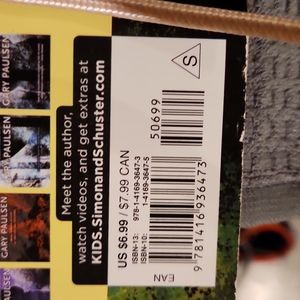 GARY PAULSEN
GARY PAULSEN
GARY PAULSEN
Meet the author,
watch videos, and get extras at
KIDS.SimonandSchuster.com
S
50699
US $6.99 / $7.99 CAN
ISBN-13: 978-1-4169-3647-3
ISBN-10: 1-4169-3647-5
9 781416 936473
EAN